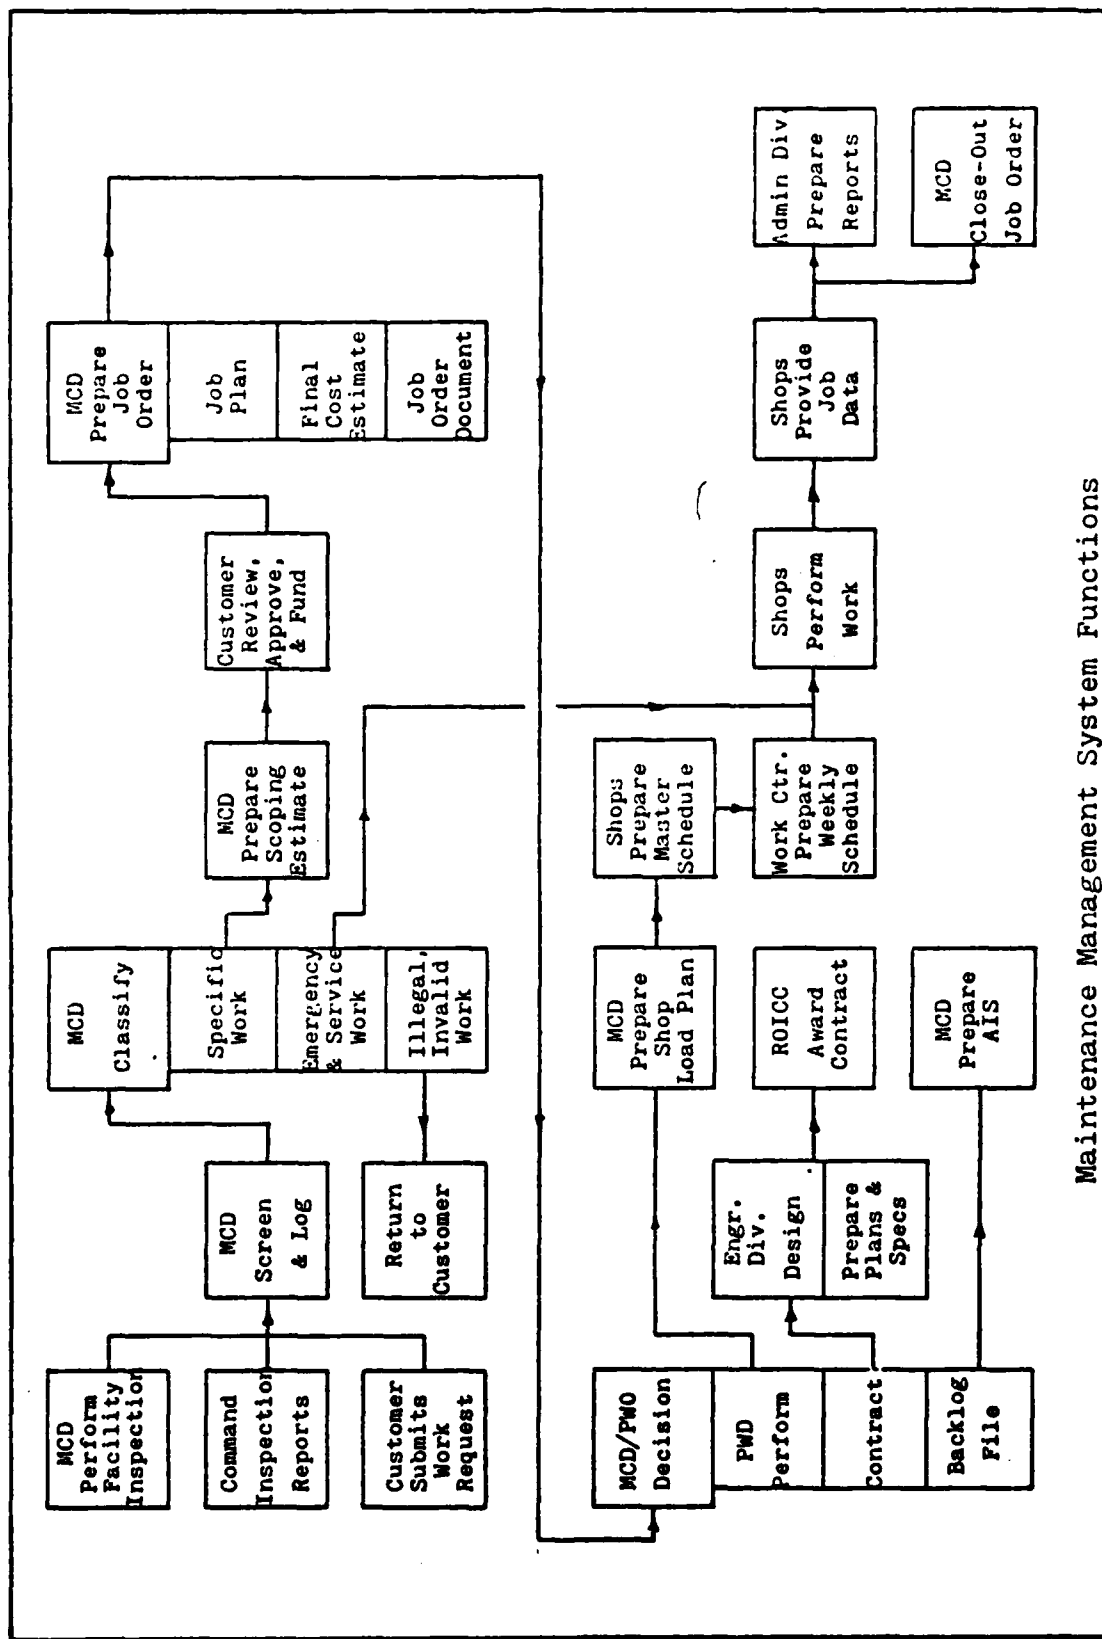 MCD
Perform
Facility
Inspection
Command
Inspection
Reports
Customer
Submits
Work
Request
MCD
Screen
& Log
Return
to
Customer
MCD
Classify
Specific
Work
Emergency
& Service
Work
Illegal,
Invalid
Work
MCD
Prepare
Scoping
Estimate
Customer
Review,
Approve,
& Fund
MCD
Prepare
Job
Order
Job
Plan
Final
Cost
Estimate
Job
Order
Document
MCD/PWO
Decision
PWD
Perform
Contract
Backlog
File
Engr.
Div.
Design
Prepare
Plans &
Specs
MCD
Prepare
Shop
Load Plan
ROICC
Award
Contract
MCD
Prepare
AIS
Shops
Prepare
Master
Schedule
Work Ctr.
Prepare
Weekly
Schedule
Shops
Perform
Work
Shops
Provide
Job
Data
Admin Div.
Prepare
Reports
MCD
Close-Out
Job Order
Maintenance Management System Functions